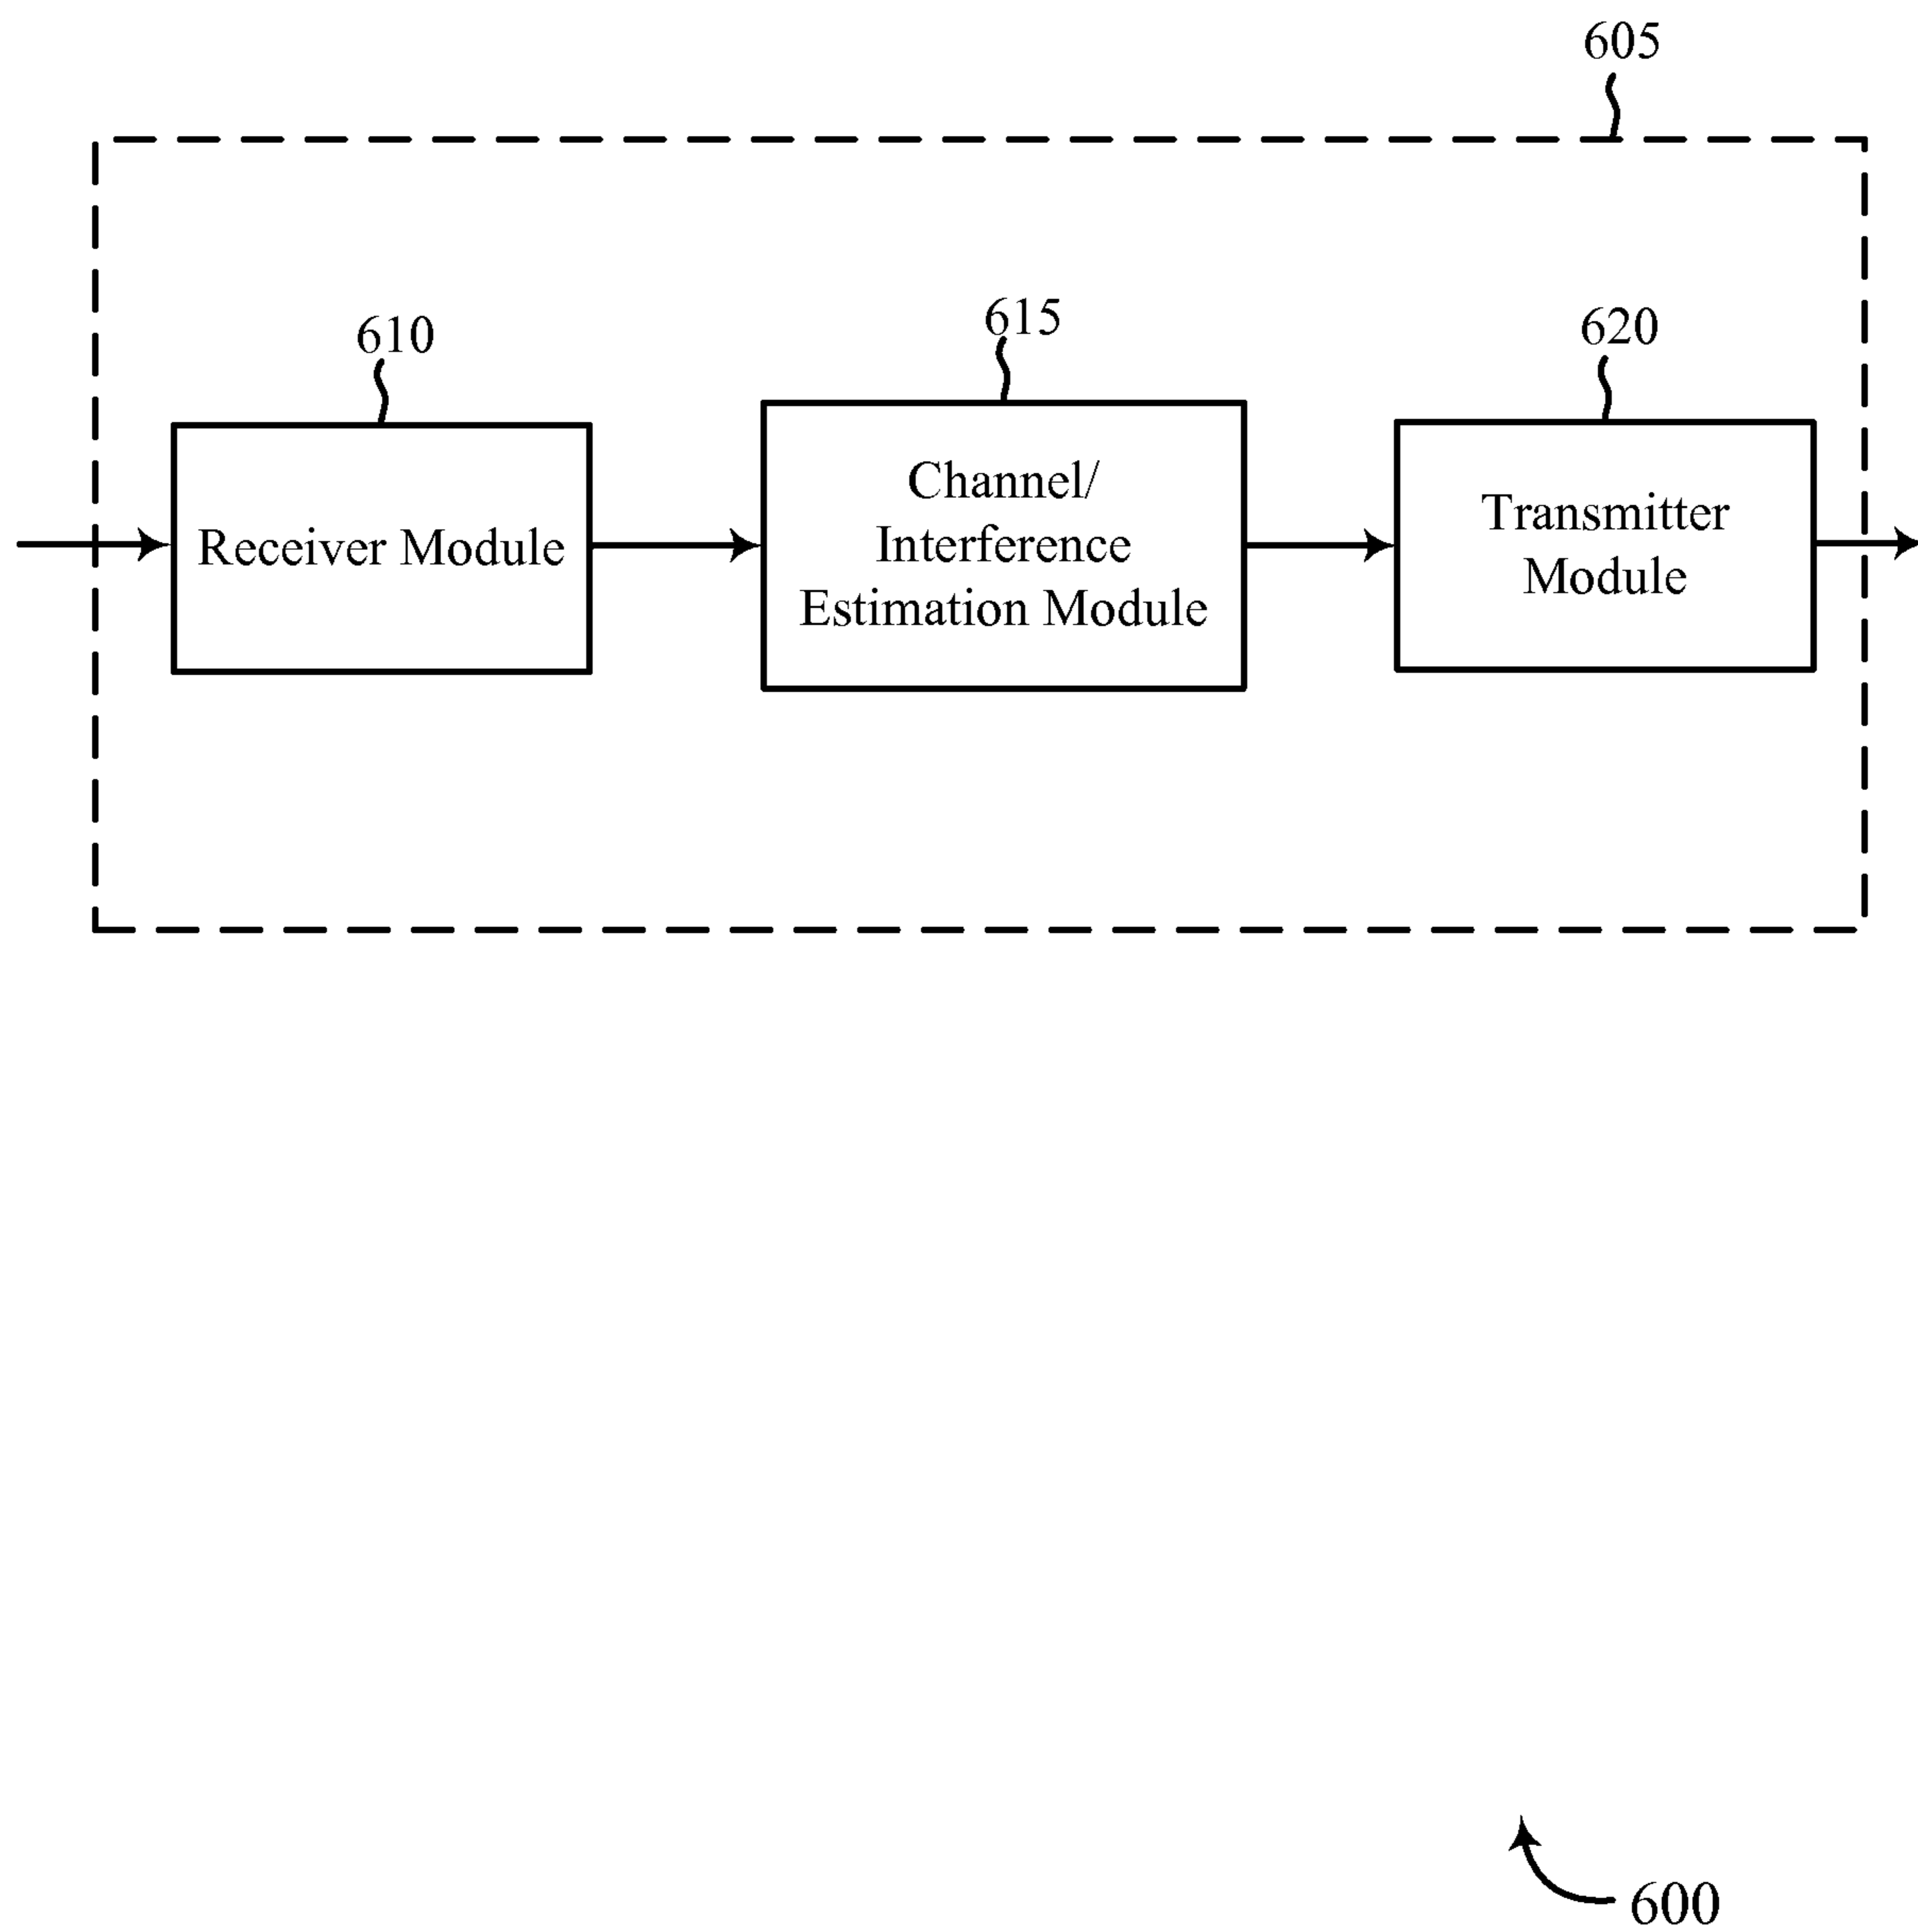 605
610
615
620
Receiver Module
Channel/
Interference
Estimation Module
Transmitter
Module
600